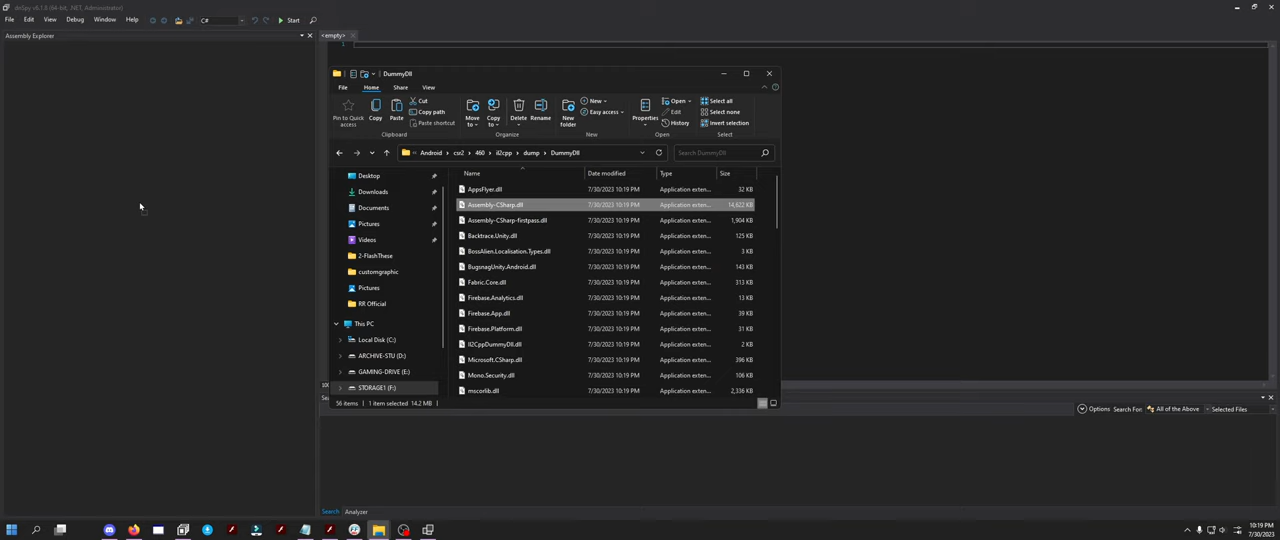 dnSpy v6.1.8 (64-bit, .NET, Administrator)
File Edit View Debug Window Help C# Start
Assembly Explorer
<empty>
1
DummyDll
File Home Share View
Pin to Quick access
Copy
Paste
Cut
Copy path
Paste shortcut
Move to
Copy to
Delete
Rename
New folder
New
Easy access
Properties
Open
Edit
History
Select all
Select none
Invert selection
Clipboard Organize New Open Select
« Android › csr2 › 460 › il2cpp › dump › DummyDll
Search DummyDll
Name Date modified Type Size
Desktop
Downloads
Documents
Pictures
Videos
2-FlashThese
customgraphic
Pictures
RR Official
This PC
Local Disk (C:)
ARCHIVE-STU (D:)
GAMING-DRIVE (E:)
STORAGE1 (F:)
AppsFlyer.dll 7/30/2023 10:19 PM Application exten... 32 KB
Assembly-CSharp.dll 7/30/2023 10:19 PM Application exten... 14,622 KB
Assembly-CSharp-firstpass.dll 7/30/2023 10:19 PM Application exten... 1,904 KB
Backtrace.Unity.dll 7/30/2023 10:19 PM Application exten... 125 KB
BossAlien.Localisation.Types.dll 7/30/2023 10:19 PM Application exten... 3 KB
BugsnagUnity.Android.dll 7/30/2023 10:19 PM Application exten... 143 KB
Fabric.Core.dll 7/30/2023 10:19 PM Application exten... 313 KB
Firebase.Analytics.dll 7/30/2023 10:19 PM Application exten... 13 KB
Firebase.App.dll 7/30/2023 10:19 PM Application exten... 39 KB
Firebase.Platform.dll 7/30/2023 10:19 PM Application exten... 31 KB
Il2CppDummyDll.dll 7/30/2023 10:19 PM Application exten... 2 KB
Microsoft.CSharp.dll 7/30/2023 10:19 PM Application exten... 396 KB
Mono.Security.dll 7/30/2023 10:19 PM Application exten... 106 KB
mscorlib.dll 7/30/2023 10:19 PM Application exten... 2,336 KB
56 items 1 item selected 14.2 MB
100
Options Search For: All of the Above Selected Files
Search Analyzer
10:19 PM
7/30/2023